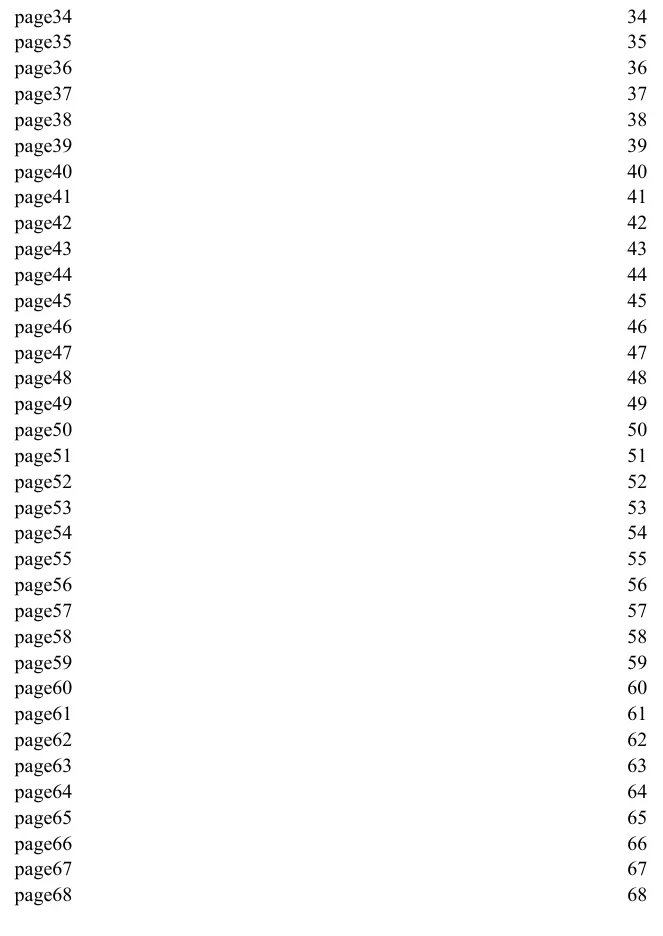 page34 34
page35 35
page36 36
page37 37
page38 38
page39 39
page40 40
page41 41
page42 42
page43 43
page44 44
page45 45
page46 46
page47 47
page48 48
page49 49
page50 50
page51 51
page52 52
page53 53
page54 54
page55 55
page56 56
page57 57
page58 58
page59 59
page60 60
page61 61
page62 62
page63 63
page64 64
page65 65
page66 66
page67 67
page68 68